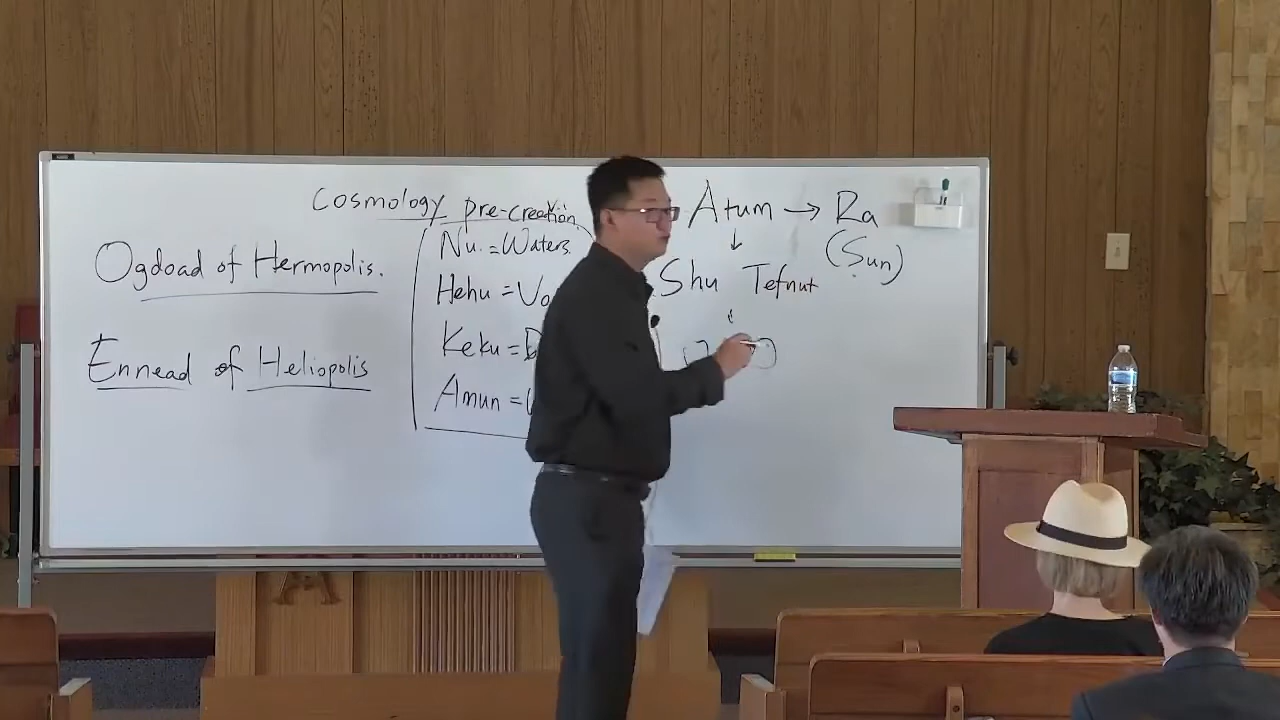 Cosmology pre-creation
Ogdoad of Hermopolis.
Ennead of Heliopolis
Nu. = Waters.
Hehu =
Keku =
Amun =
Atum → Ra
(Sun)
Shu Tefnut